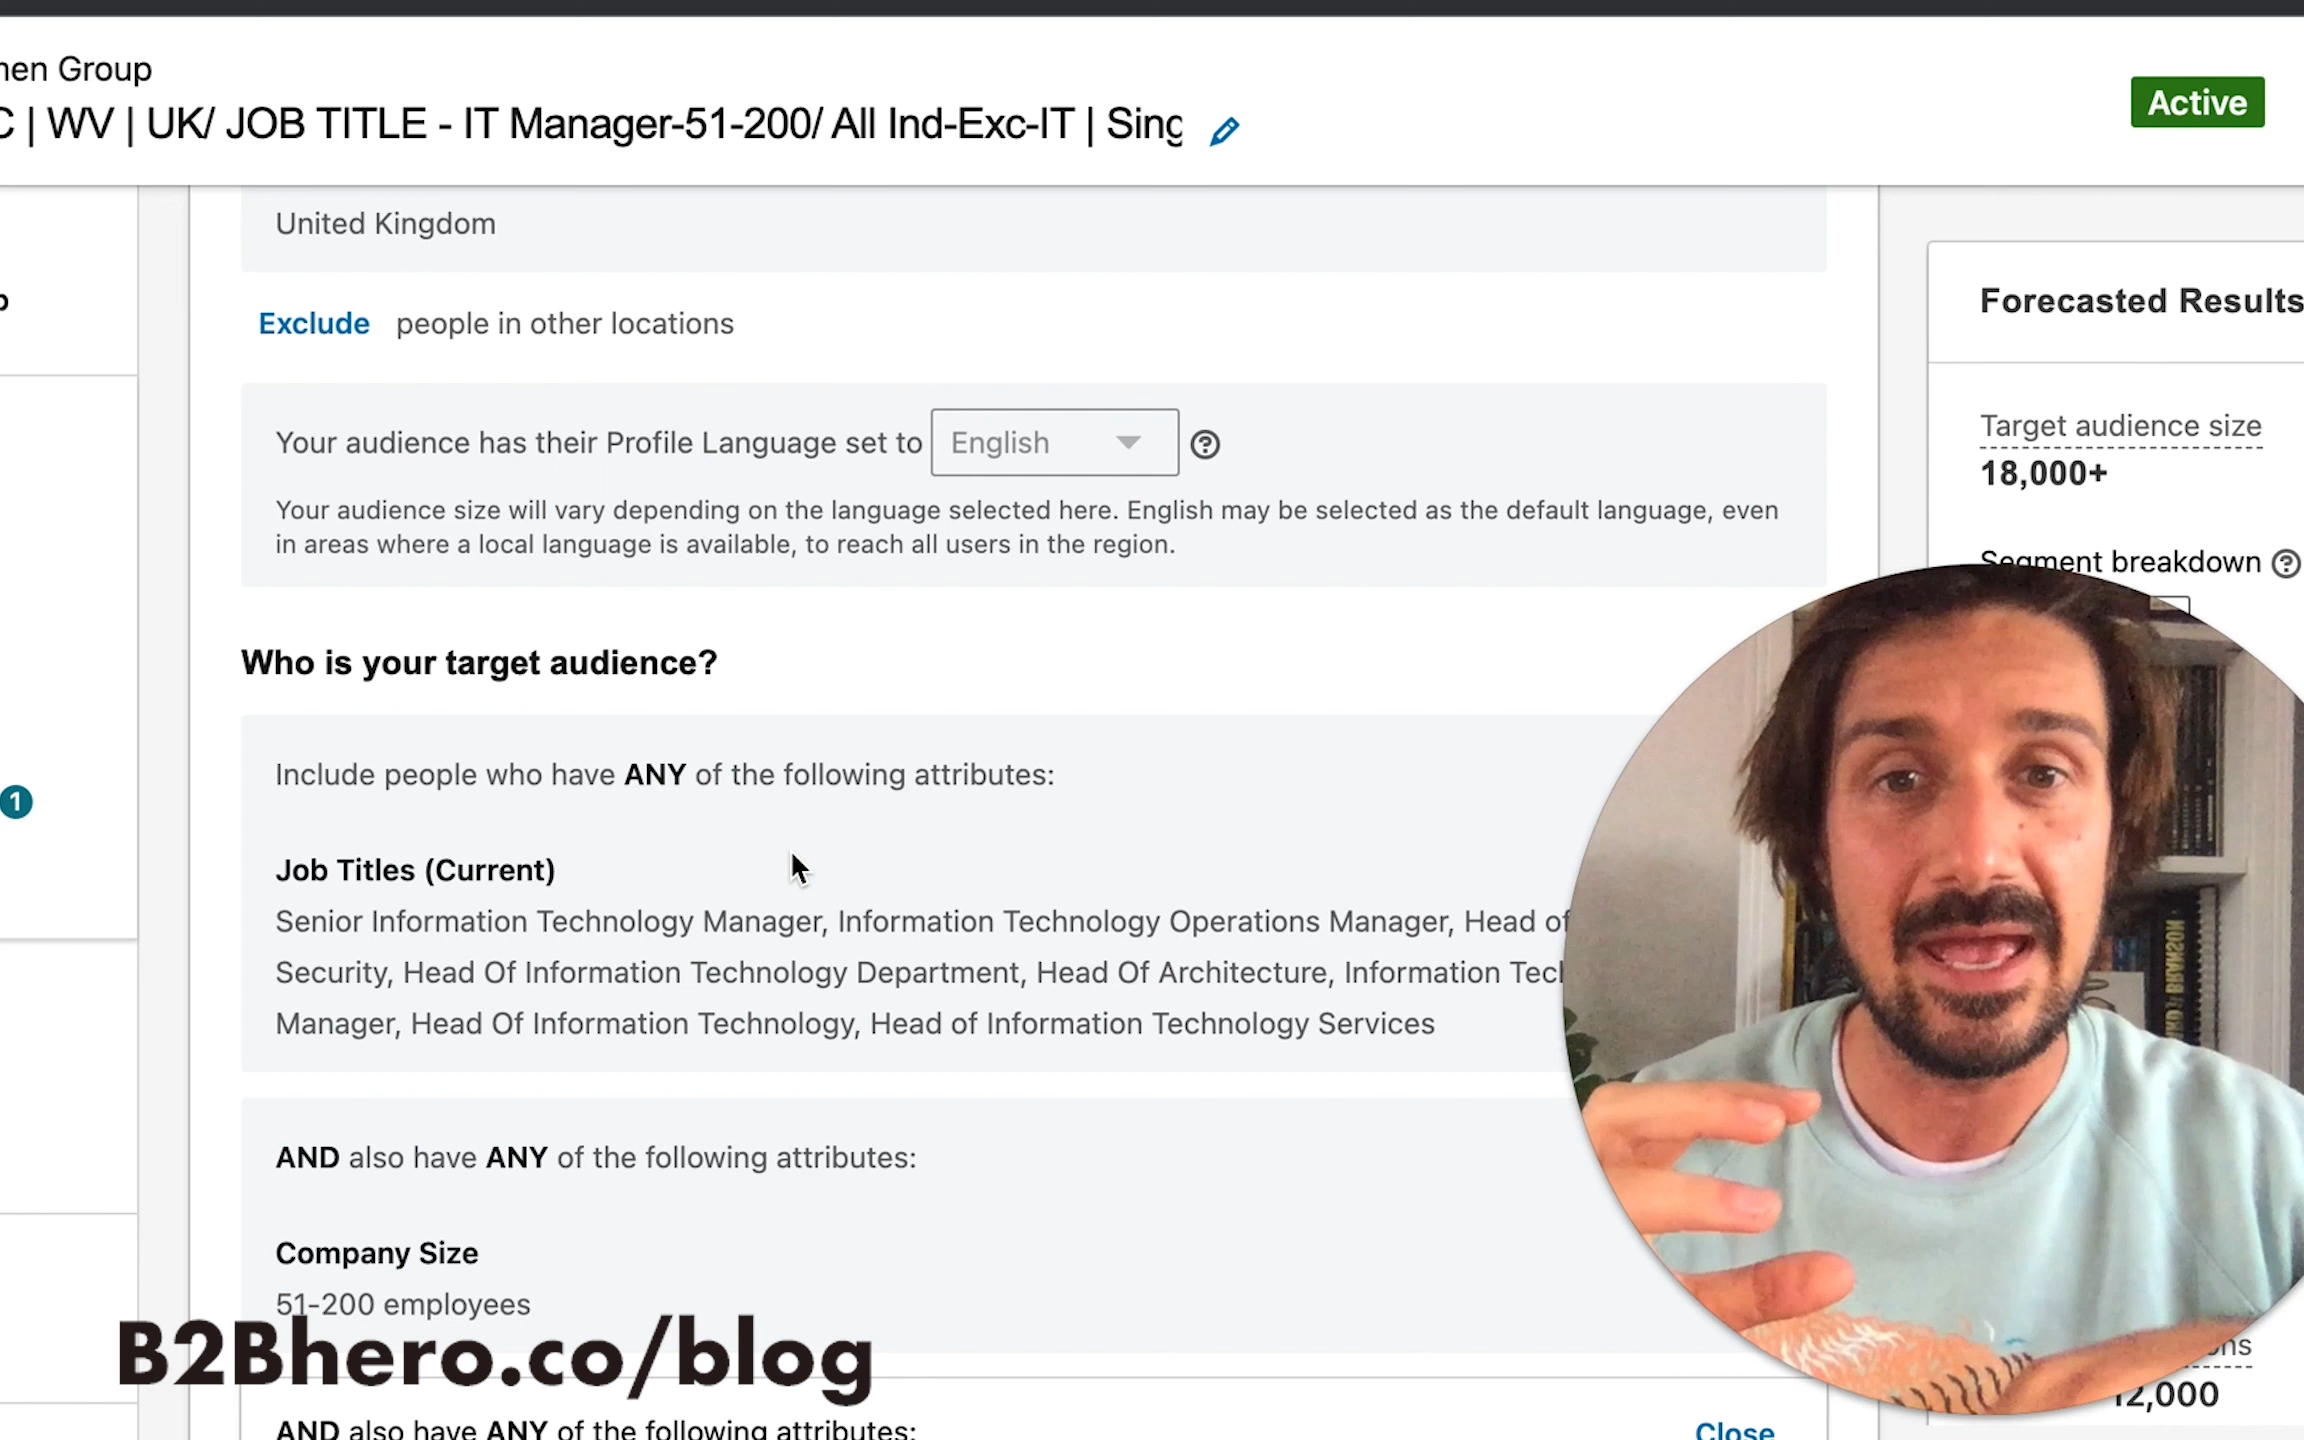 Group
| WV | UK/ JOB TITLE - IT Manager-51-200/ All Ind-Exc-IT | Sing
Active
United Kingdom
Exclude people in other locations
Forecasted Results
Your audience has their Profile Language set to English
Target audience size
18,000+
Your audience size will vary depending on the language selected here. English may be selected as the default language, even
in areas where a local language is available, to reach all users in the region.
Segment breakdown
Who is your target audience?
Include people who have ANY of the following attributes:
1
Job Titles (Current)
Senior Information Technology Manager, Information Technology Operations Manager, Head of
Security, Head Of Information Technology Department, Head Of Architecture, Information
Manager, Head Of Information Technology, Head of Information Technology Services
AND also have ANY of the following attributes:
Company Size
51-200 employees
B2Bhero.co/blog
12,000
AND also have ANY of the following attributes:
Close